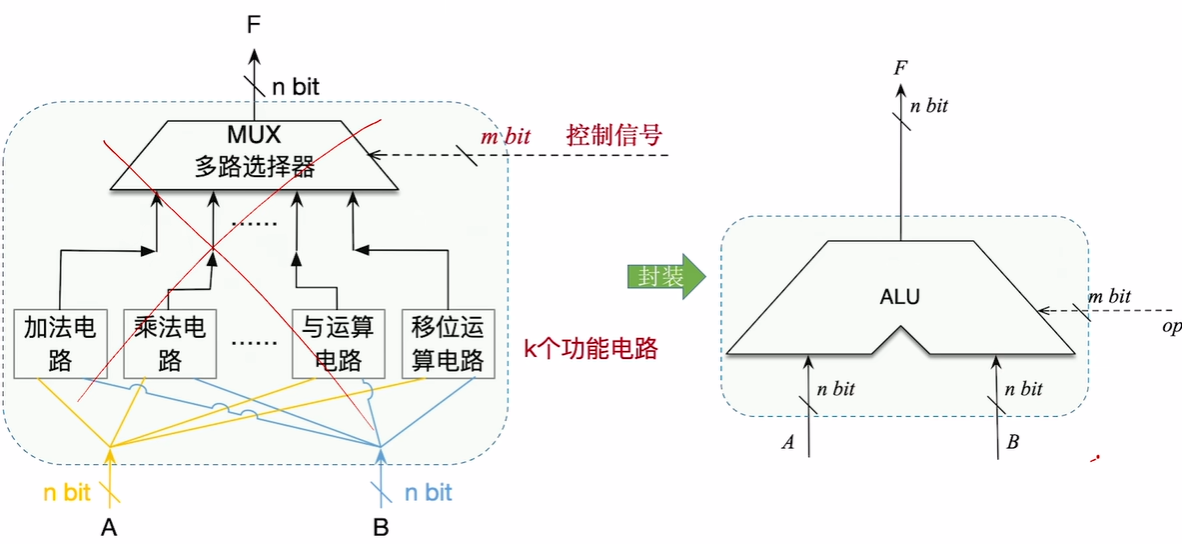 F
n bit
MUX
多路选择器
m bit 控制信号
......
加法电
路
乘法电
路
......
与运算
电路
移位运
算电路
k个功能电路
n bit
n bit
A
B
封装
F
n bit
ALU
m bit
op
n bit
n bit
A
B